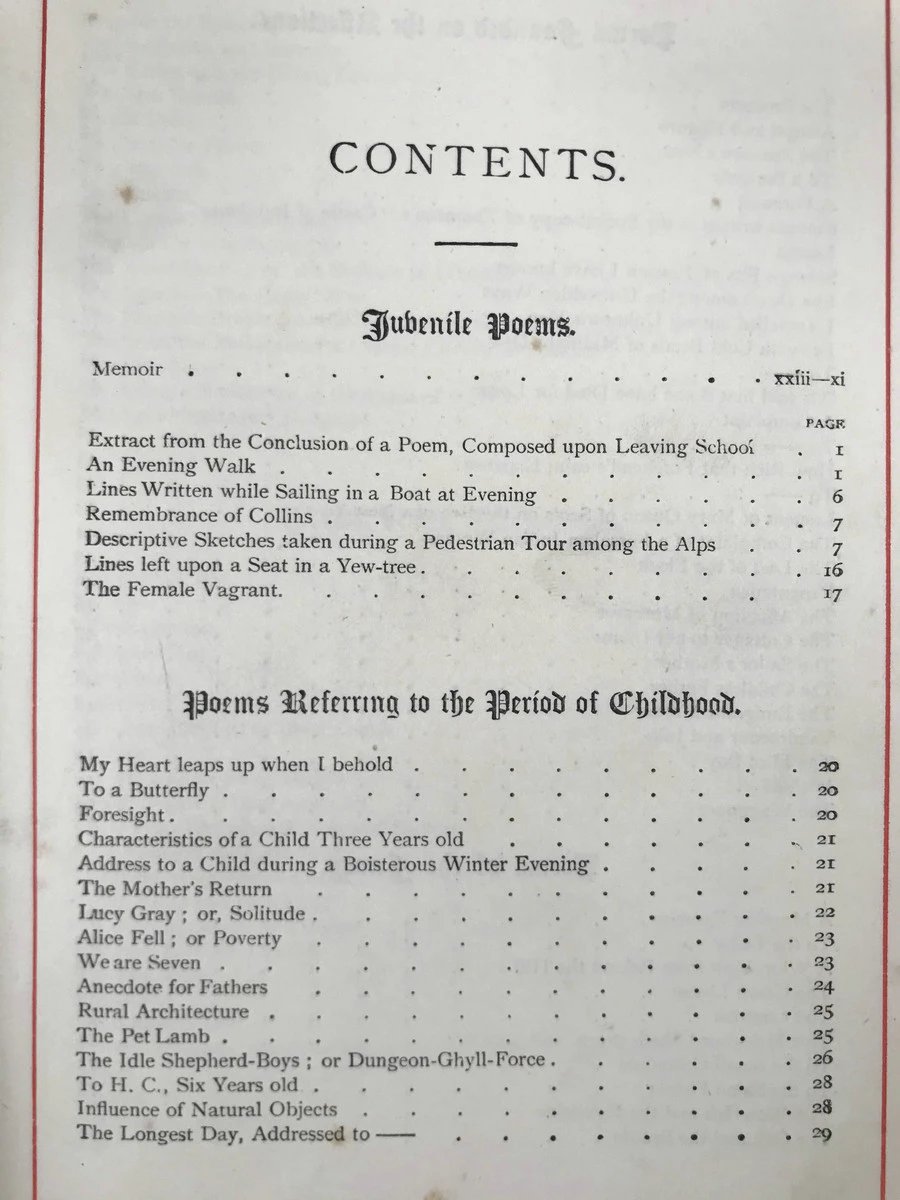 CONTENTS.
Juvenile Poems.
Memoir . . . . . . . . . . . . . xxiii—xi
PAGE
Extract from the Conclusion of a Poem, Composed upon Leaving School . 1
An Evening Walk . . . . . . . . . . . 1
Lines Written while Sailing in a Boat at Evening . . . . . . 6
Remembrance of Collins . . . . . . . . . . 7
Descriptive Sketches taken during a Pedestrian Tour among the Alps . . 7
Lines left upon a Seat in a Yew-tree . . . . . . . . . 16
The Female Vagrant. . . . . . . . . . . 17
Poems Referring to the Period of Childhood.
My Heart leaps up when I behold . . . . . . . . . 20
To a Butterfly . . . . . . . . . . . . . 20
Foresight . . . . . . . . . . . . . . 20
Characteristics of a Child Three Years old . . . . . . . 21
Address to a Child during a Boisterous Winter Evening . . . . . 21
The Mother's Return . . . . . . . . . . . 21
Lucy Gray ; or, Solitude . . . . . . . . . . . 22
Alice Fell ; or Poverty . . . . . . . . . . . 23
We are Seven . . . . . . . . . . . . . 23
Anecdote for Fathers . . . . . . . . . . . 24
Rural Architecture . . . . . . . . . . . . 25
The Pet Lamb . . . . . . . . . . . . . 25
The Idle Shepherd-Boys ; or Dungeon-Ghyll-Force . . . . . . 26
To H. C., Six Years old . . . . . . . . . . . 28
Influence of Natural Objects . . . . . . . . . . 28
The Longest Day, Addressed to —— . . . . . . . . 29